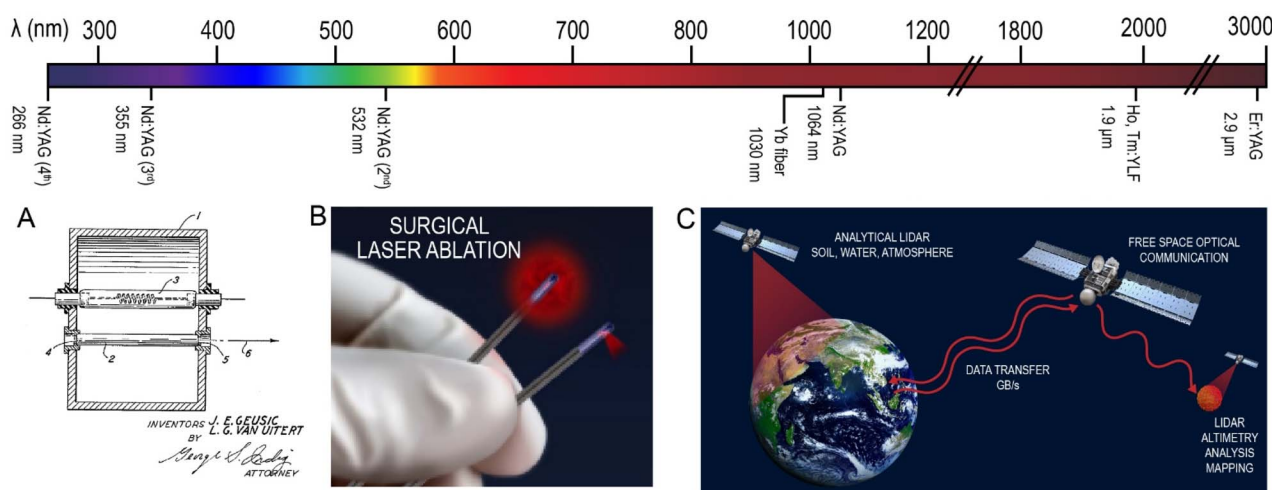 λ (nm) 300 400 500 600 700 800 1000 1200 1800 2000 3000
Nd:YAG (4th)
266 nm
Nd:YAG (3rd)
355 nm
Nd:YAG (2nd)
532 nm
Yb fiber
1030 nm
Nd:YAG
1064 nm
Ho, Tm:YLF
1.9 µm
Er:YAG
2.9 µm
A
1
3
4
2
5
6
INVENTORS J. E. GEUSIC
L. G. VAN UITERT
BY
ATTORNEY
B
SURGICAL
LASER ABLATION
C
ANALYTICAL LIDAR
SOIL, WATER, ATMOSPHERE
FREE SPACE OPTICAL
COMMUNICATION
DATA TRANSFER
GB/s
LIDAR
ALTIMETRY
ANALYSIS
MAPPING